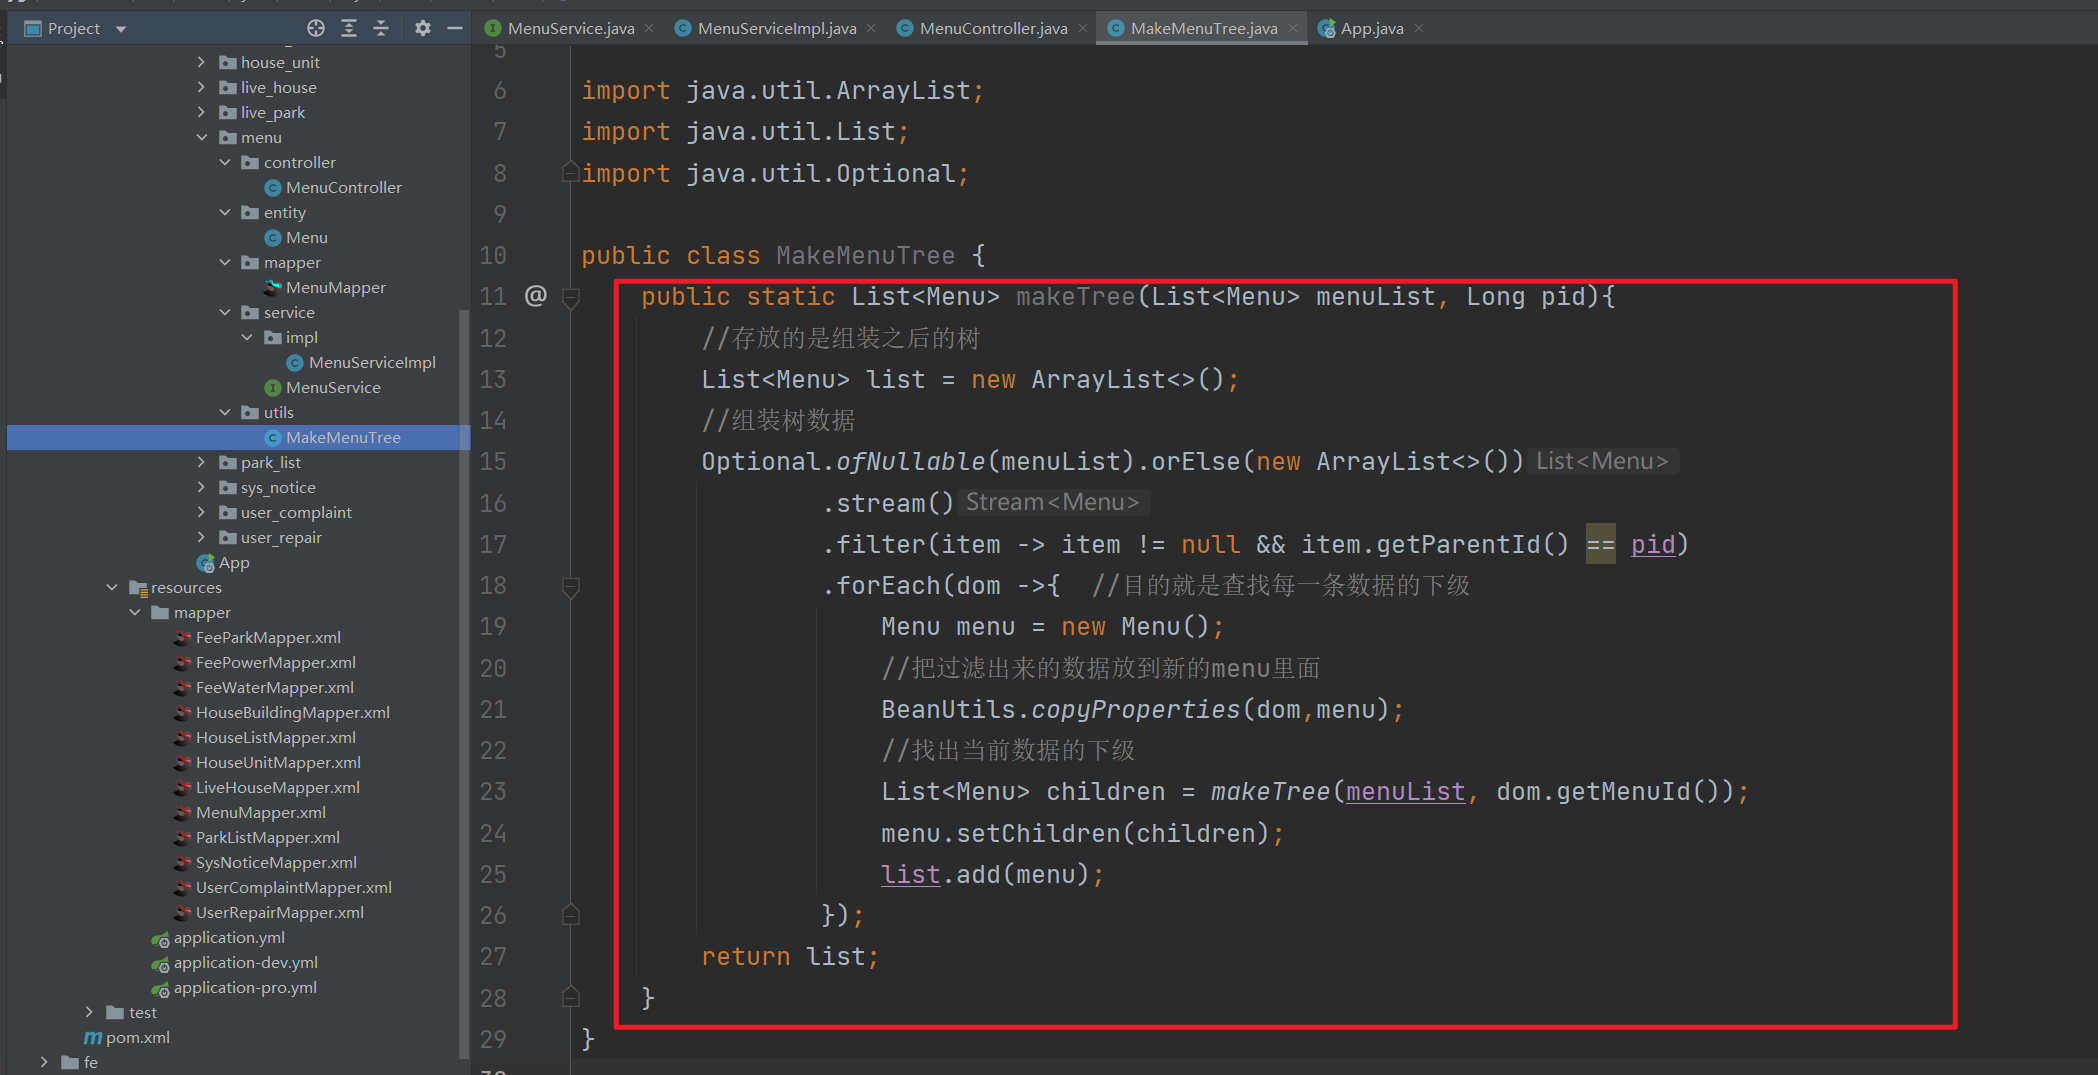 Project
MenuService.java
MenuServiceImpl.java
MenuController.java
MakeMenuTree.java
App.java
house_unit
live_house
live_park
menu
controller
MenuController
entity
Menu
mapper
MenuMapper
service
impl
MenuServiceImpl
MenuService
utils
MakeMenuTree
park_list
sys_notice
user_complaint
user_repair
App
resources
mapper
FeeParkMapper.xml
FeePowerMapper.xml
FeeWaterMapper.xml
HouseBuildingMapper.xml
HouseListMapper.xml
HouseUnitMapper.xml
LiveHouseMapper.xml
MenuMapper.xml
ParkListMapper.xml
SysNoticeMapper.xml
UserComplaintMapper.xml
UserRepairMapper.xml
application.yml
application-dev.yml
application-pro.yml
test
pom.xml
fe
5
6 import java.util.ArrayList;
7 import java.util.List;
8 import java.util.Optional;
9
10 public class MakeMenuTree {
11 @ public static List<Menu> makeTree(List<Menu> menuList, Long pid){
12 //存放的是组装之后的树
13 List<Menu> list = new ArrayList<>();
14 //组装树数据
15 Optional.ofNullable(menuList).orElse(new ArrayList<>()) List<Menu>
16 .stream() Stream<Menu>
17 .filter(item -> item != null && item.getParentId() == pid)
18 .forEach(dom ->{ //目的就是查找每一条数据的下级
19 Menu menu = new Menu();
20 //把过滤出来的数据放到新的menu里面
21 BeanUtils.copyProperties(dom,menu);
22 //找出当前数据的下级
23 List<Menu> children = makeTree(menuList, dom.getMenuId());
24 menu.setChildren(children);
25 list.add(menu);
26 });
27 return list;
28 }
29 }